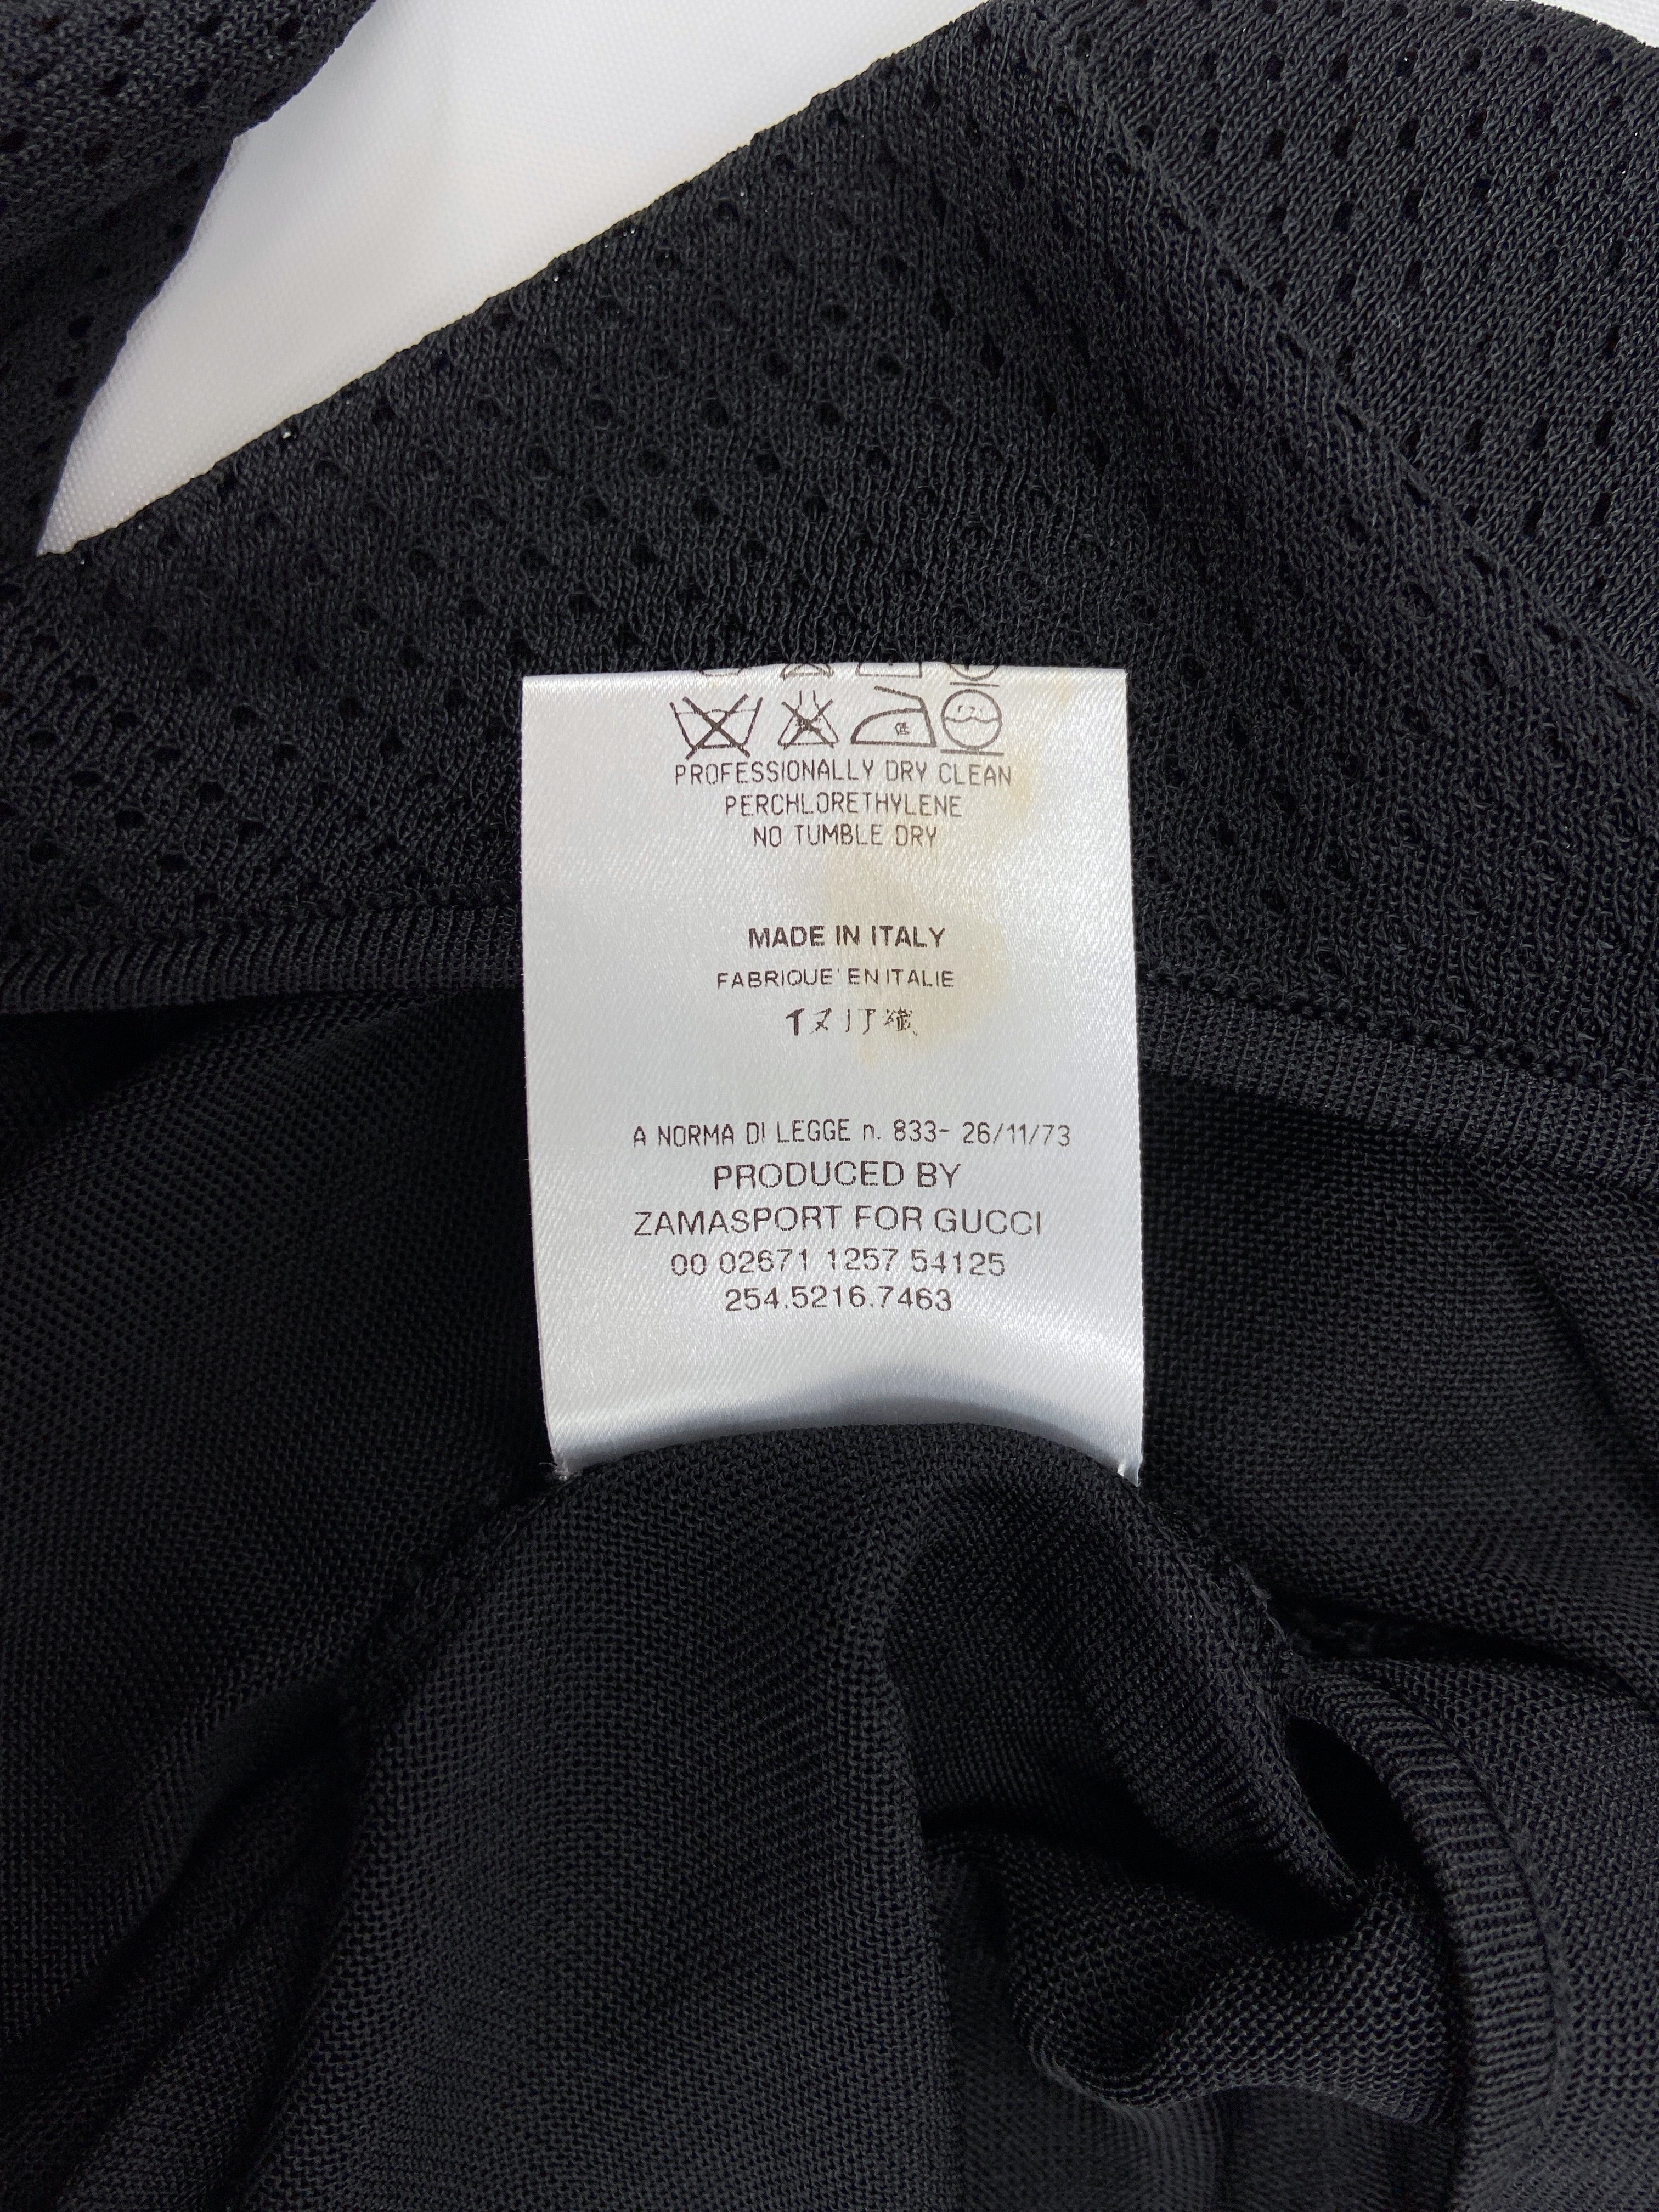 PROFESSIONALLY DRY CLEAN
PERCHLORETHYLENE
NO TUMBLE DRY
MADE IN ITALY
FABRIQUE' EN ITALIE
A NORMA DI LEGGE n. 833- 26/11/73
PRODUCED BY
ZAMASPORT FOR GUCCI
00 02671 1257 54125
254.5216.7463